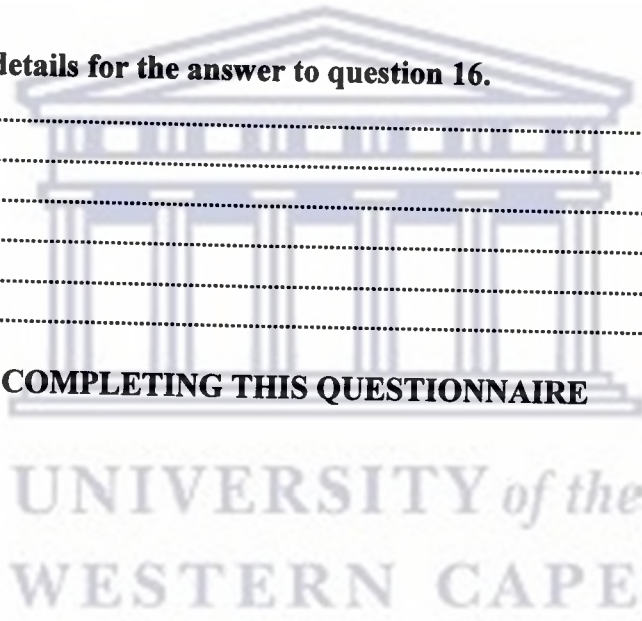 details for the answer to question 16.
COMPLETING THIS QUESTIONNAIRE
UNIVERSITY of the
WESTERN CAPE